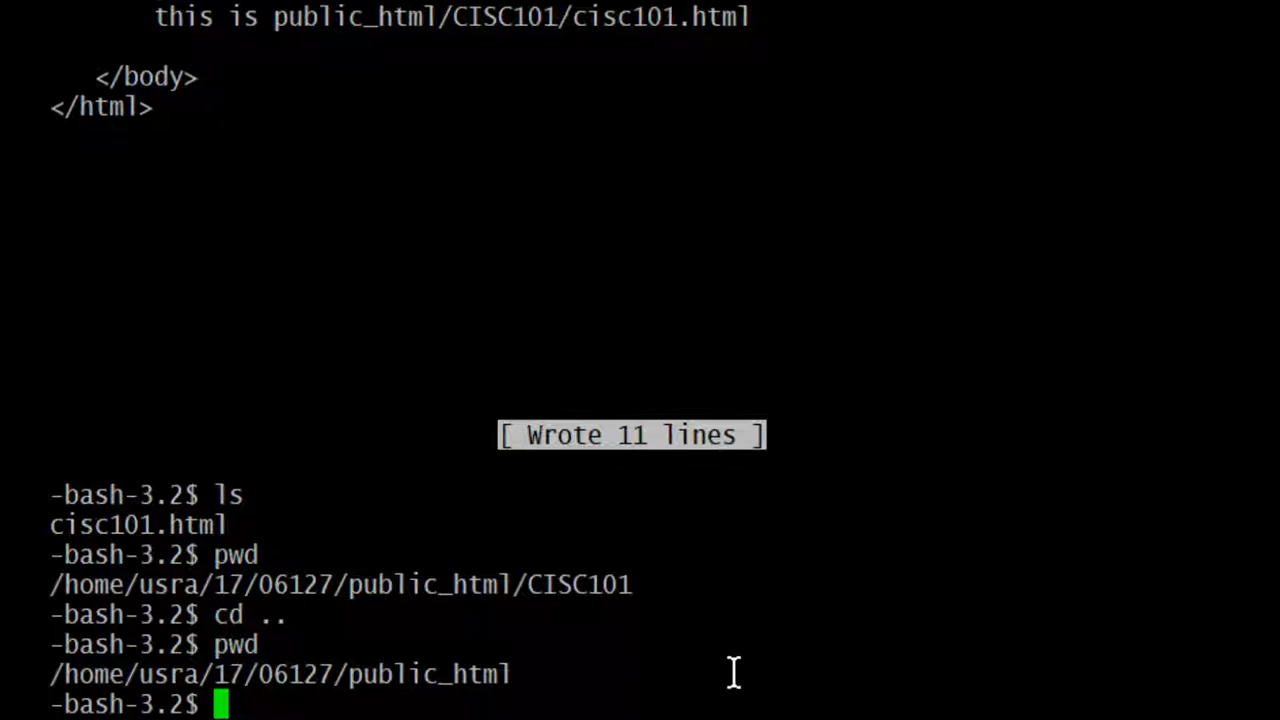 this is public_html/CISC101/cisc101.html
</body>
</html>
[ Wrote 11 lines ]
-bash-3.2$ ls
cisc101.html
-bash-3.2$ pwd
/home/usra/17/06127/public_html/CISC101
-bash-3.2$ cd ..
-bash-3.2$ pwd
/home/usra/17/06127/public_html
-bash-3.2$